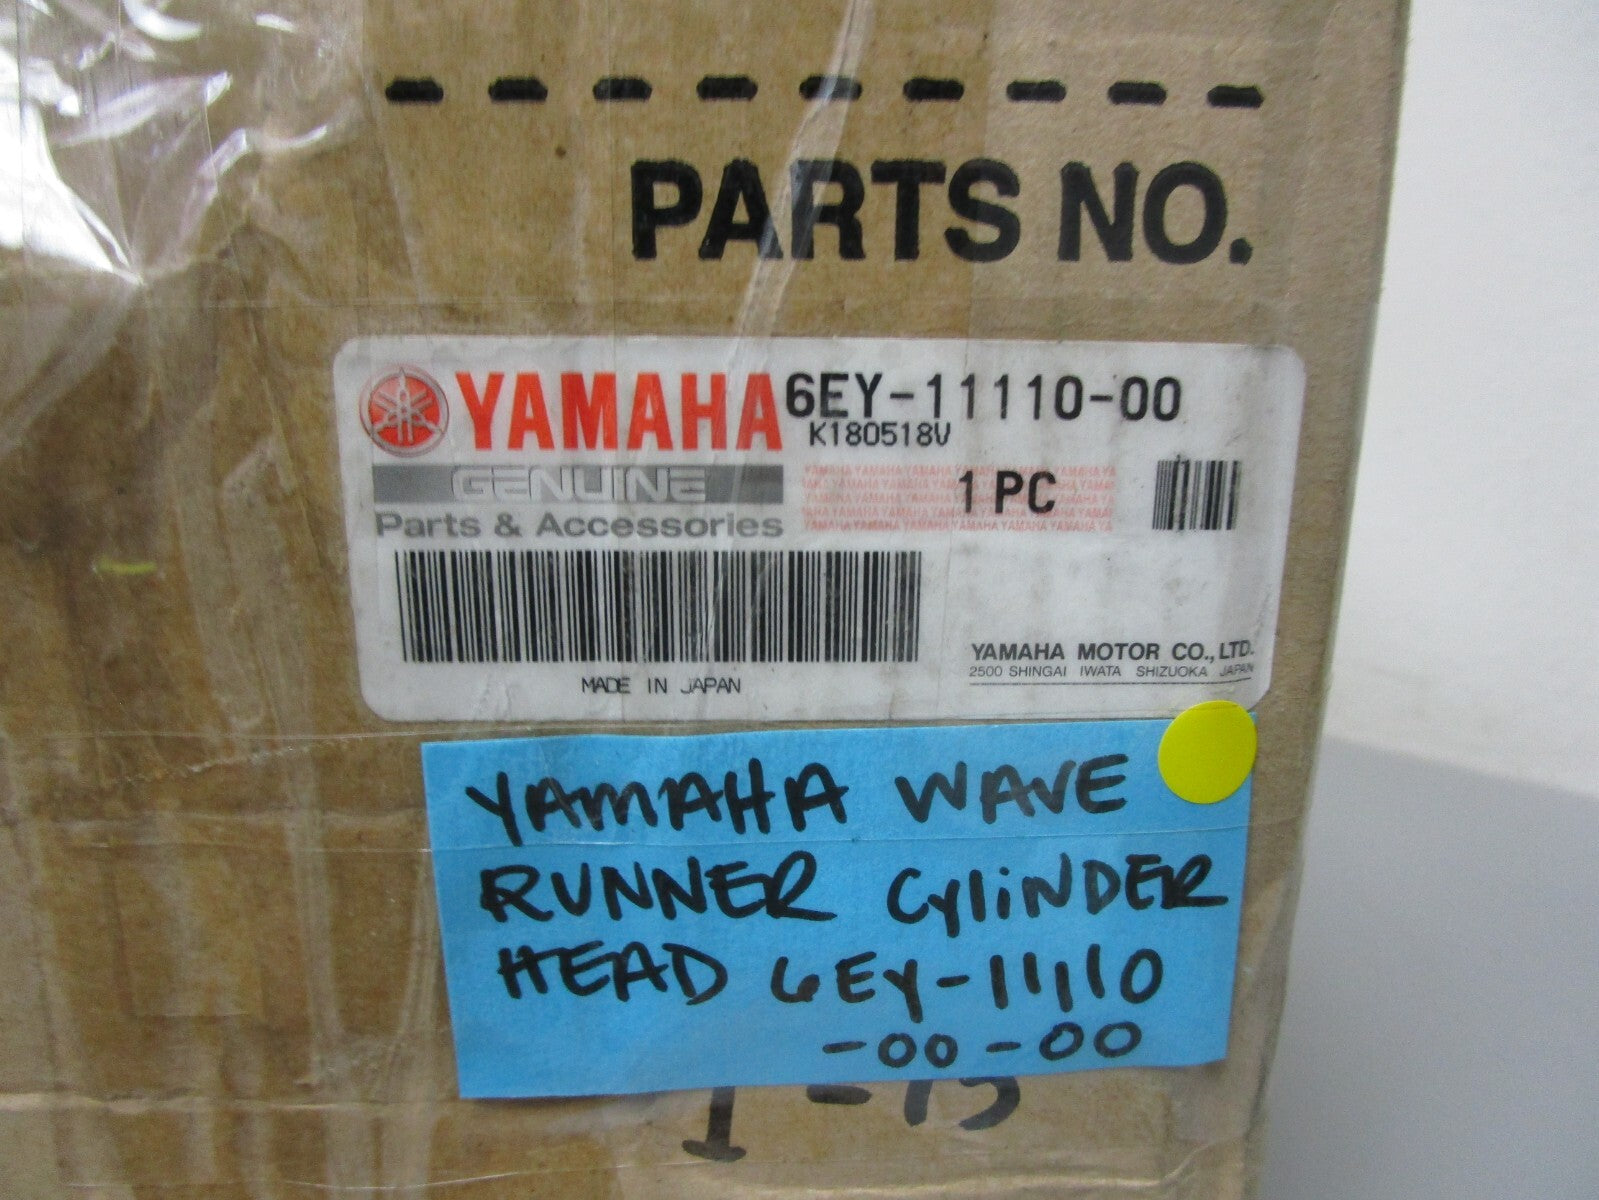 PARTS NO.
YAMAHA 6EY-11110-00
K180518V
GENUINE
1 PC
Parts & Accessories
MADE IN JAPAN
YAMAHA MOTOR CO., LTD.
2500 SHINGAI IWATA SHIZUOKA JAPAN
YAMAHA WAVE
RUNNER CYliNDER
HEAD 6EY-11110
-00-00